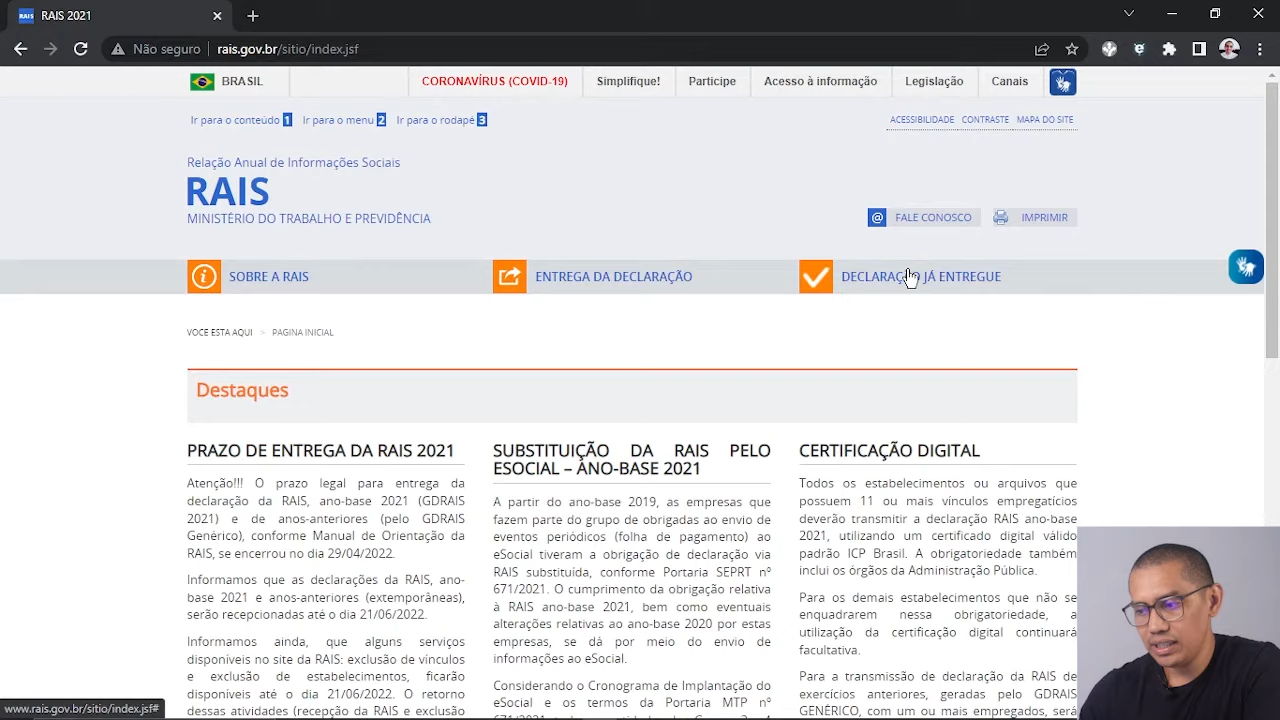 RAIS RAIS 2021
Não seguro rais.gov.br/sitio/index.jsf
BRASIL CORONAVÍRUS (COVID-19) Simplifique! Participe Acesso à informação Legislação Canais
Ir para o conteúdo 1 Ir para o menu 2 Ir para o rodapé 3 ACESSIBILIDADE CONTRASTE MAPA DO SITE
Relação Anual de Informações Sociais
RAIS
MINISTÉRIO DO TRABALHO E PREVIDÊNCIA
@ FALE CONOSCO IMPRIMIR
SOBRE A RAIS ENTREGA DA DECLARAÇÃO DECLARAÇÃO JÁ ENTREGUE
VOCE ESTA AQUI > PAGINA INICIAL
Destaques
PRAZO DE ENTREGA DA RAIS 2021
Atenção!!! O prazo legal para entrega da
declaração da RAIS, ano-base 2021 (GDRAIS
2021) e de anos-anteriores (pelo GDRAIS
Genérico), conforme Manual de Orientação da
RAIS, se encerrou no dia 29/04/2022.
Informamos que as declarações da RAIS, ano-
base 2021 e anos-anteriores (extemporâneas),
serão recepcionadas até o dia 21/06/2022.
Informamos ainda, que alguns serviços
disponíveis no site da RAIS: exclusão de vínculos
e exclusão de estabelecimentos, ficarão
disponíveis até o dia 21/06/2022. O retorno
dessas atividades (recepção da RAIS e exclusão
SUBSTITUIÇÃO DA RAIS PELO
ESOCIAL – ANO-BASE 2021
A partir do ano-base 2019, as empresas que
fazem parte do grupo de obrigadas ao envio de
eventos periódicos (folha de pagamento) ao
eSocial tiveram a obrigação de declaração via
RAIS substituída, conforme Portaria SEPRT nº
671/2021. O cumprimento da obrigação relativa
à RAIS ano-base 2021, bem como eventuais
alterações relativas ao ano-base 2020 por estas
empresas, se dá por meio do envio de
informações ao eSocial.
Considerando o Cronograma de Implantação do
eSocial e os termos da Portaria MTP nº
CERTIFICAÇÃO DIGITAL
Todos os estabelecimentos ou arquivos que
possuem 11 ou mais vínculos empregatícios
deverão transmitir a declaração RAIS ano-base
2021, utilizando um certificado digital válido
padrão ICP Brasil. A obrigatoriedade também
inclui os órgãos da Administração Pública.
Para os demais estabelecimentos que não se
enquadrarem nessa obrigatoriedade, a
utilização da certificação digital continuará
facultativa.
Para a transmissão de declaração da RAIS de
exercícios anteriores, geradas pelo GDRAIS
GENÉRICO, com um ou mais empregados, será
www.rais.gov.br/sitio/index.jsf#